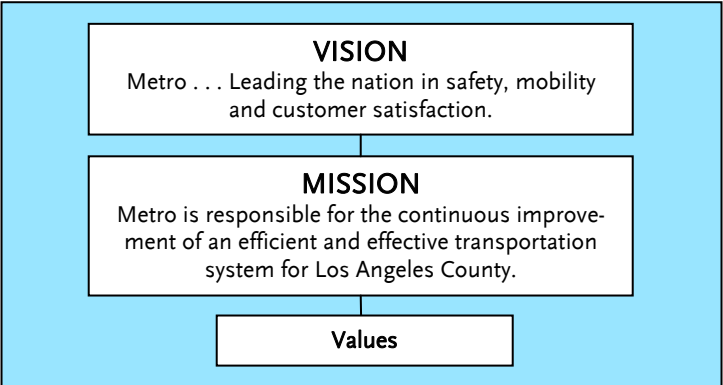 VISION
Metro . . . Leading the nation in safety, mobility
and customer satisfaction.
MISSION
Metro is responsible for the continuous improve-
ment of an efficient and effective transportation
system for Los Angeles County.
Values